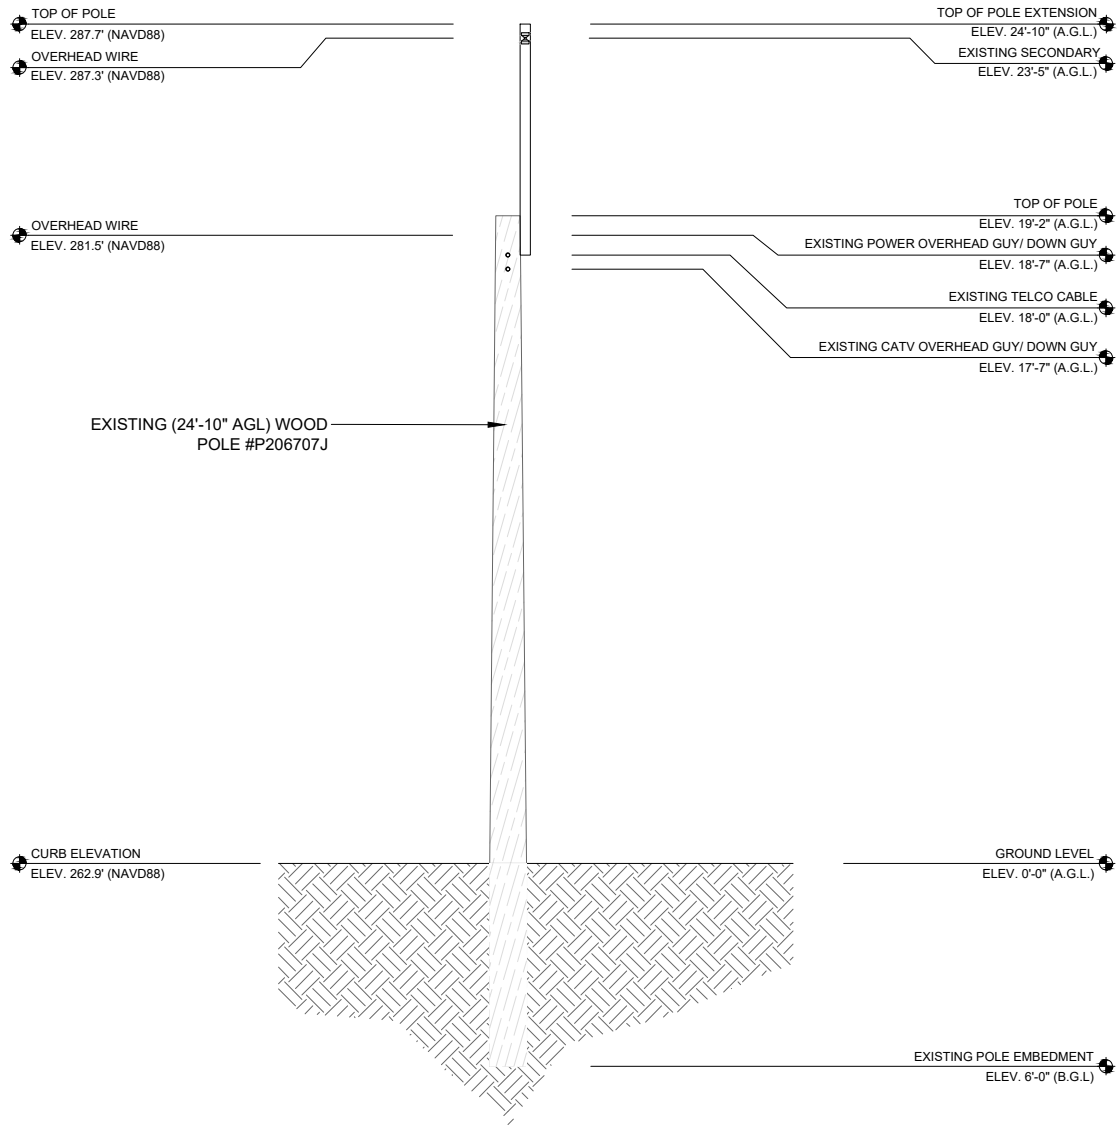 TOP OF POLE
ELEV. 287.7' (NAVD88)
OVERHEAD WIRE
ELEV. 287.3' (NAVD88)
TOP OF POLE EXTENSION
ELEV. 24'-10" (A.G.L.)
EXISTING SECONDARY
ELEV. 23'-5" (A.G.L.)
OVERHEAD WIRE
ELEV. 281.5' (NAVD88)
TOP OF POLE
ELEV. 19'-2" (A.G.L.)
EXISTING POWER OVERHEAD GUY/ DOWN GUY
ELEV. 18'-7" (A.G.L.)
EXISTING TELCO CABLE
ELEV. 18'-0" (A.G.L.)
EXISTING CATV OVERHEAD GUY/ DOWN GUY
ELEV. 17'-7" (A.G.L.)
EXISTING (24'-10" AGL) WOOD
POLE #P206707J
CURB ELEVATION
ELEV. 262.9' (NAVD88)
GROUND LEVEL
ELEV. 0'-0" (A.G.L.)
EXISTING POLE EMBEDMENT
ELEV. 6'-0" (B.G.L)